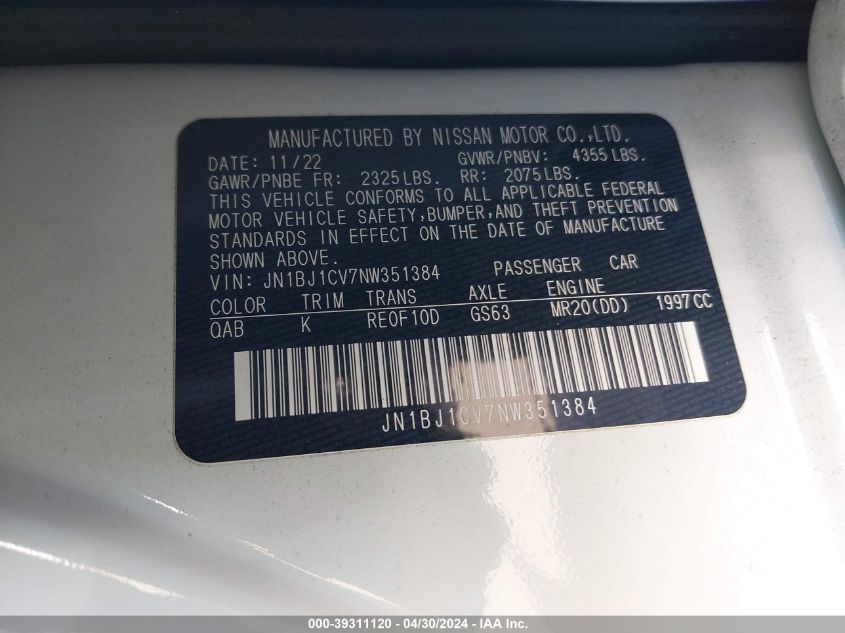 MANUFACTURED BY NISSAN MOTOR CO.,LTD.
DATE: 11/22 GVWR/PNBV: 4355 LBS.
GAWR/PNBE FR: 2325 LBS. RR: 2075 LBS.
THIS VEHICLE CONFORMS TO ALL APPLICABLE FEDERAL
MOTOR VEHICLE SAFETY, BUMPER, AND THEFT PREVENTION
STANDARDS IN EFFECT ON THE DATE OF MANUFACTURE
SHOWN ABOVE.
VIN: JN1BJ1CV7NW351384 PASSENGER CAR
COLOR TRIM TRANS AXLE ENGINE
QAB K RE0F10D GS63 MR20(DD) 1997CC
JN1BJ1CV7NW351384
000-39311120 - 04/30/2024 - IAA Inc.